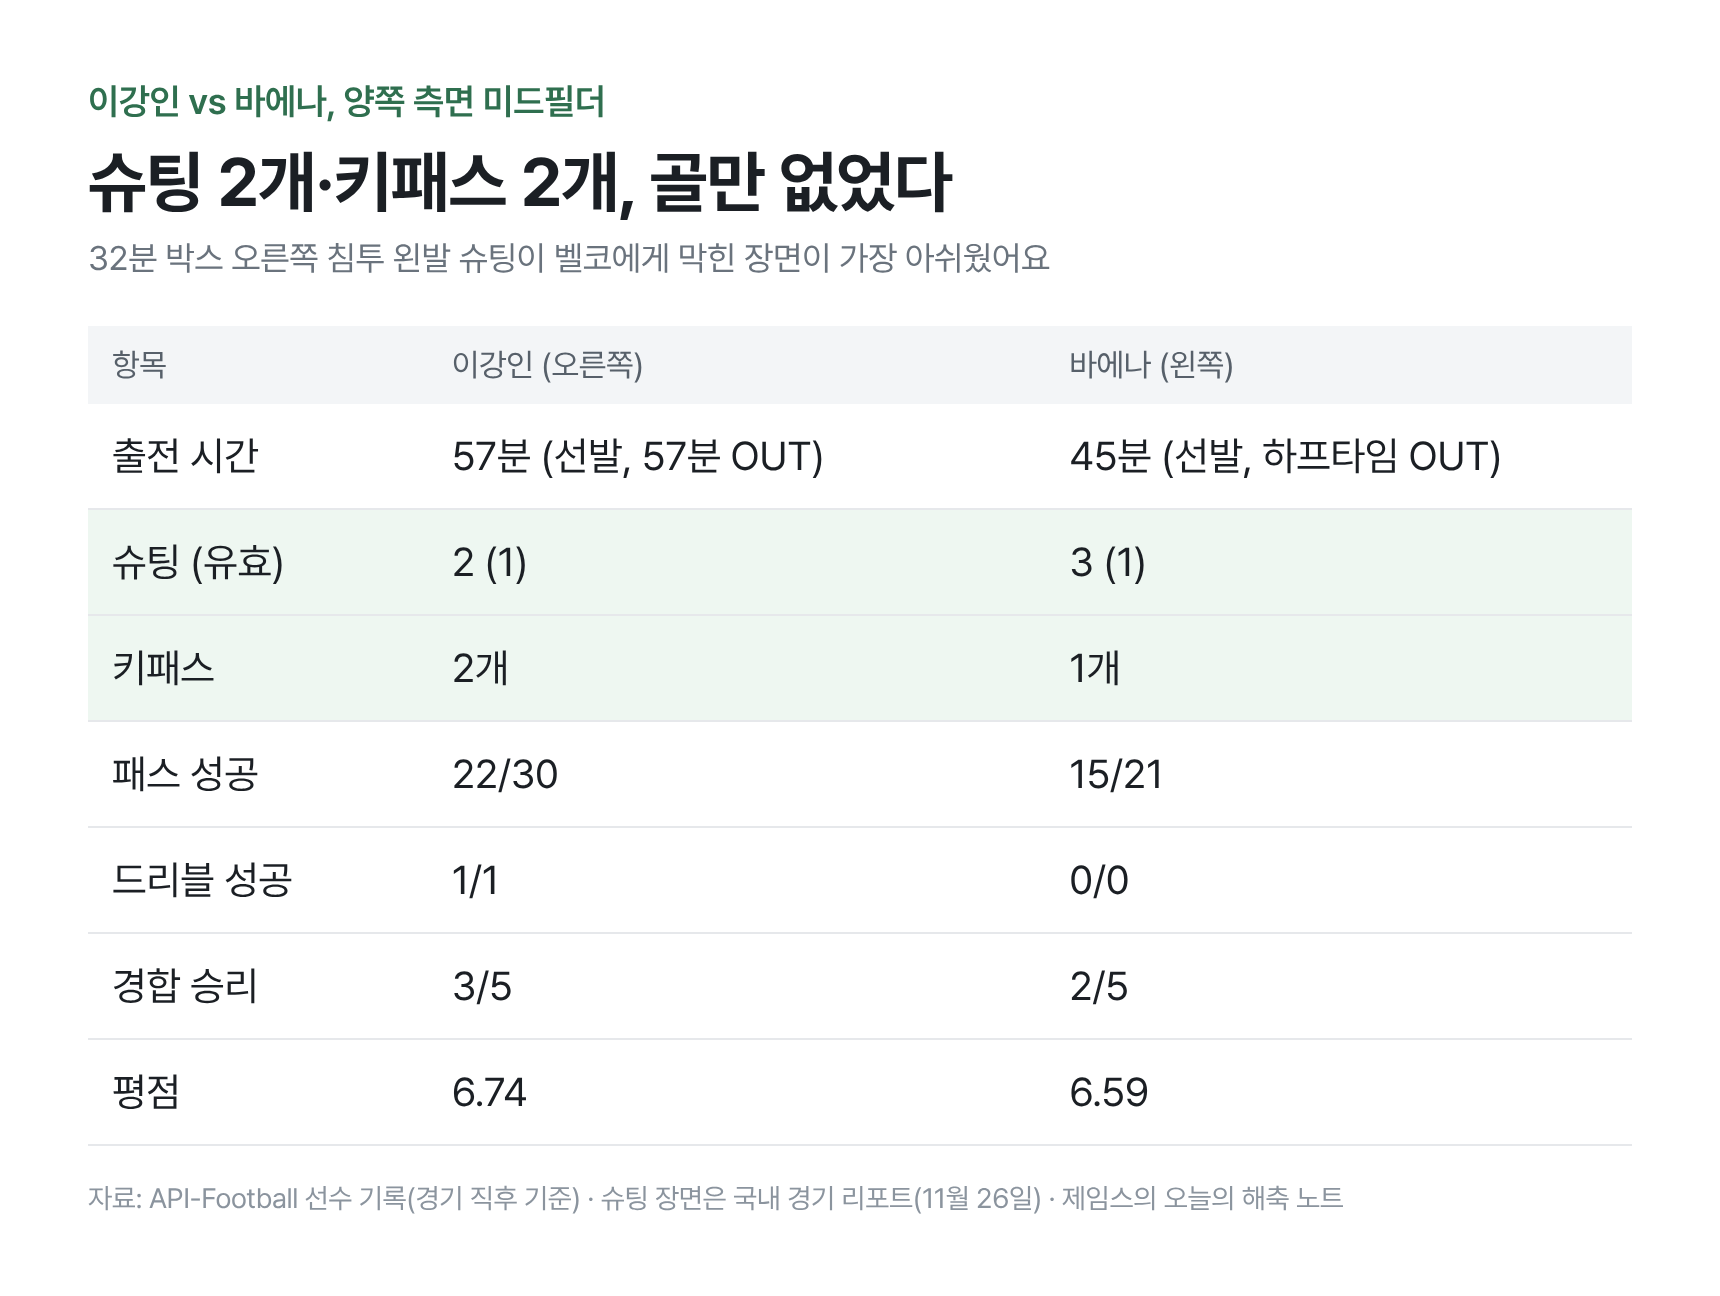 이강인 vs 바에나, 양쪽 측면 미드필더
슈팅 2개·키패스 2개, 골만 없었다
32분 박스 오른쪽 침투 왼발 슈팅이 벨코에게 막힌 장면이 가장 아쉬웠어요
항목 이강인 (오른쪽) 바에나 (왼쪽)
출전 시간 57분 (선발, 57분 OUT) 45분 (선발, 하프타임 OUT)
슈팅 (유효) 2 (1) 3 (1)
키패스 2개 1개
패스 성공 22/30 15/21
드리블 성공 1/1 0/0
경합 승리 3/5 2/5
평점 6.74 6.59
자료: API-Football 선수 기록(경기 직후 기준) · 슈팅 장면은 국내 경기 리포트(11월 26일) · 제임스의 오늘의 해축 노트